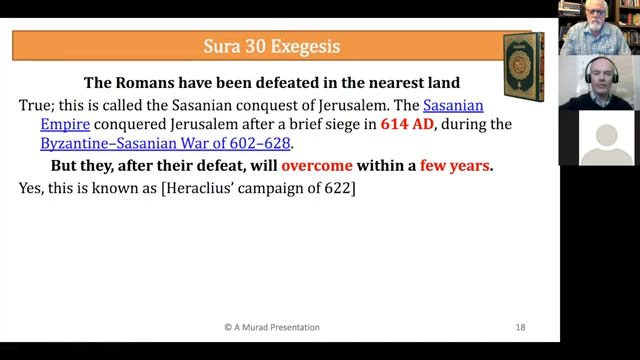 Sura 30 Exegesis
The Romans have been defeated in the nearest land
True; this is called the Sasanian conquest of Jerusalem. The Sasanian
Empire conquered Jerusalem after a brief siege in 614 AD, during the
Byzantine–Sasanian War of 602–628.
But they, after their defeat, will overcome within a few years.
Yes, this is known as [Heraclius’ campaign of 622]
© A Murad Presentation
18